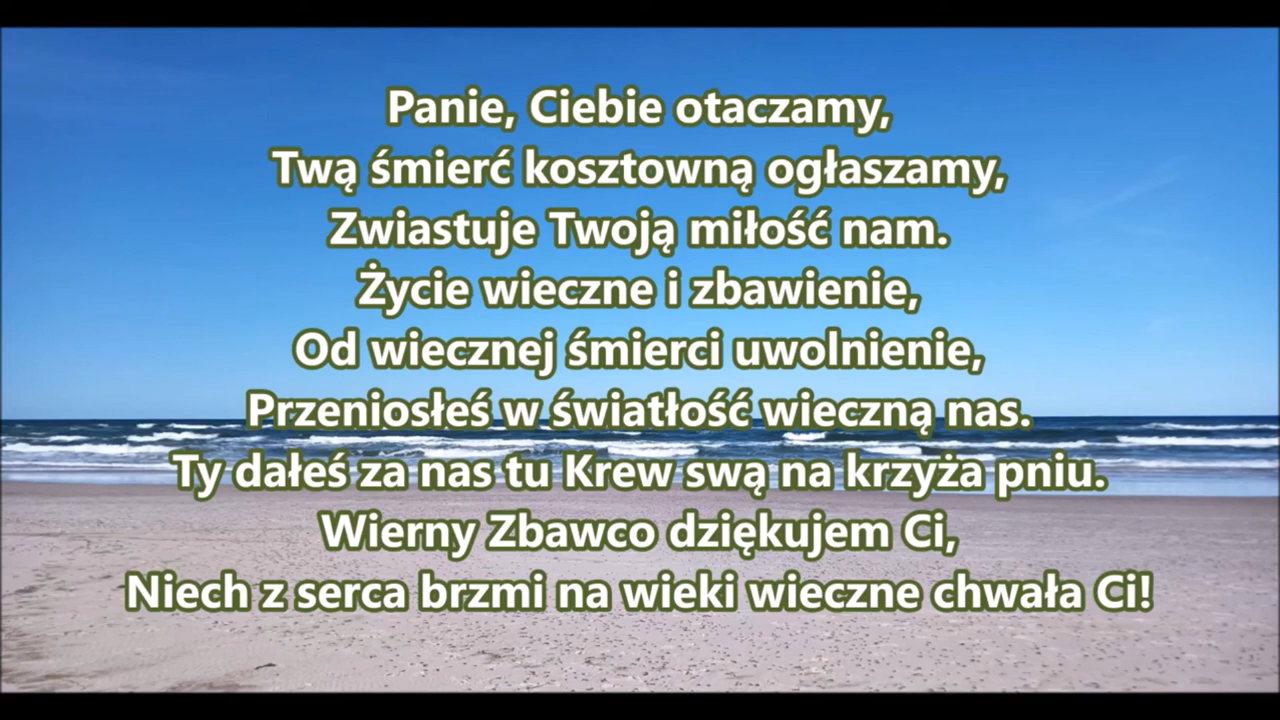 Panie, Ciebie otaczamy,
Twą śmierć kosztowną ogłaszamy,
Zwiastuje Twoją miłość nam.
Życie wieczne i zbawienie,
Od wiecznej śmierci uwolnienie,
Przeniosłeś w światłość wieczną nas.
Ty dałeś za nas tu Krew swą na krzyża pniu.
Wierny Zbawco dziękujem Ci,
Niech z serca brzmi na wieki wieczne chwała Ci!